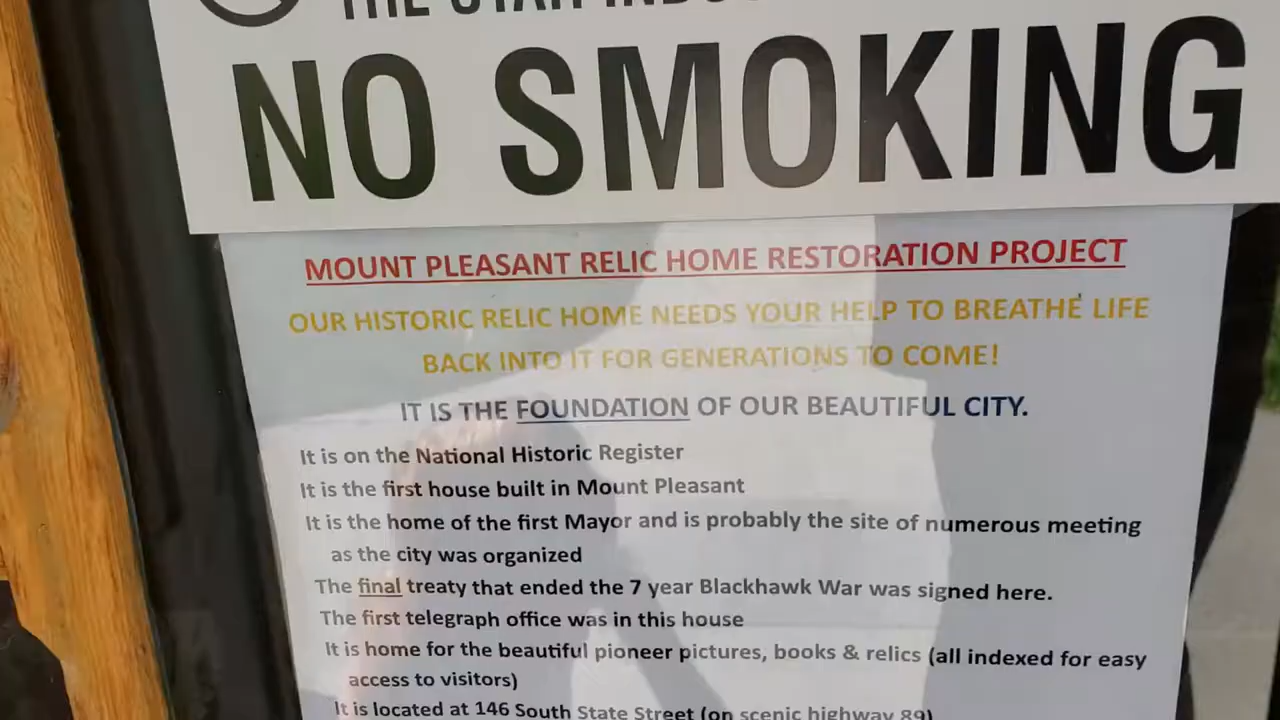 THE UTAH
NO SMOKING
MOUNT PLEASANT RELIC HOME RESTORATION PROJECT
OUR HISTORIC RELIC HOME NEEDS YOUR HELP TO BREATHE LIFE
BACK INTO IT FOR GENERATIONS TO COME!
IT IS THE FOUNDATION OF OUR BEAUTIFUL CITY.
It is on the National Historic Register
It is the first house built in Mount Pleasant
It is the home of the first Mayor and is probably the site of numerous meeting
as the city was organized
The final treaty that ended the 7 year Blackhawk War was signed here.
The first telegraph office was in this house
It is home for the beautiful pioneer pictures, books & relics (all indexed for easy
access to visitors)
It is located at 146 South State Street (on scenic highway 89)